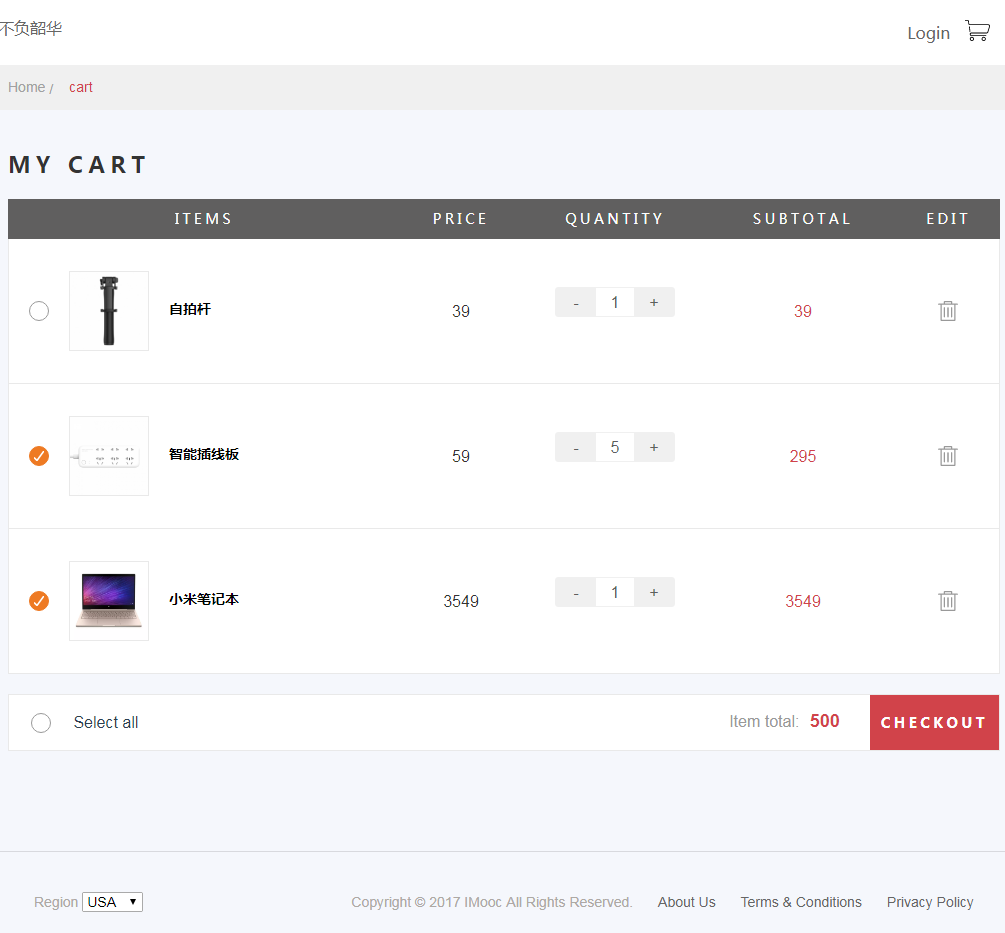 不负韶华
Login
Home / cart
MY CART
ITEMS PRICE QUANTITY SUBTOTAL EDIT
自拍杆 39 - 1 + 39
智能插线板 59 - 5 + 295
小米笔记本 3549 - 1 + 3549
Select all Item total: 500 CHECKOUT
Region USA Copyright © 2017 IMooc All Rights Reserved. About Us Terms & Conditions Privacy Policy